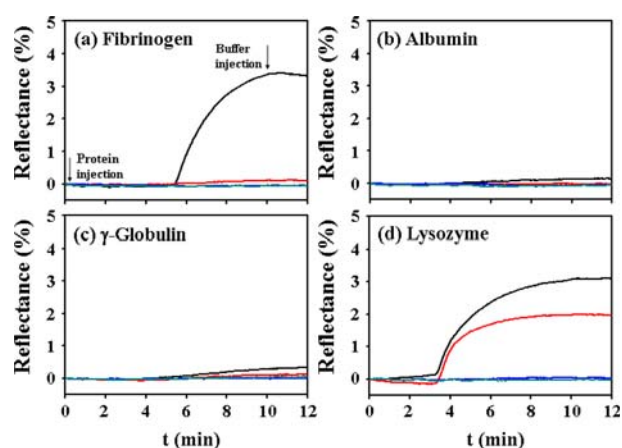 5
4
3
2
1
0
Reflectance (%)
(a) Fibrinogen
Buffer
injection
Protein
injection
5
4
3
2
1
0
Reflectance (%)
(b) Albumin
5
4
3
2
1
0
Reflectance (%)
(c) γ-Globulin
0 2 4 6 8 10 12
t (min)
5
4
3
2
1
0
Reflectance (%)
(d) Lysozyme
0 2 4 6 8 10 12
t (min)